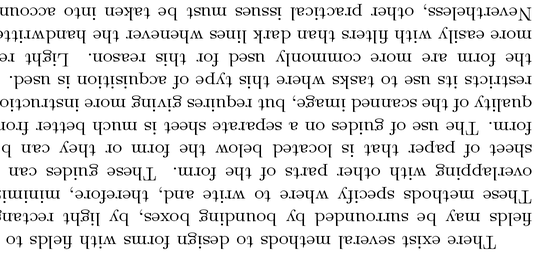 There exist several methods to design forms with fields to
fields may be surrounded by bounding boxes, by light rectang
These methods specify where to write and, therefore, minimi
overlapping with other parts of the form. These guides can
sheet of paper that is located below the form or they can b
form. The use of guides on a separate sheet is much better fro
quality of the scanned image, but requires giving more instructio
restricts its use to tasks where this type of acquisition is used.
the form are more commonly used for this reason. Light re
more easily with filters than dark lines whenever the handwritte
Nevertheless, other practical issues must be taken into accoun